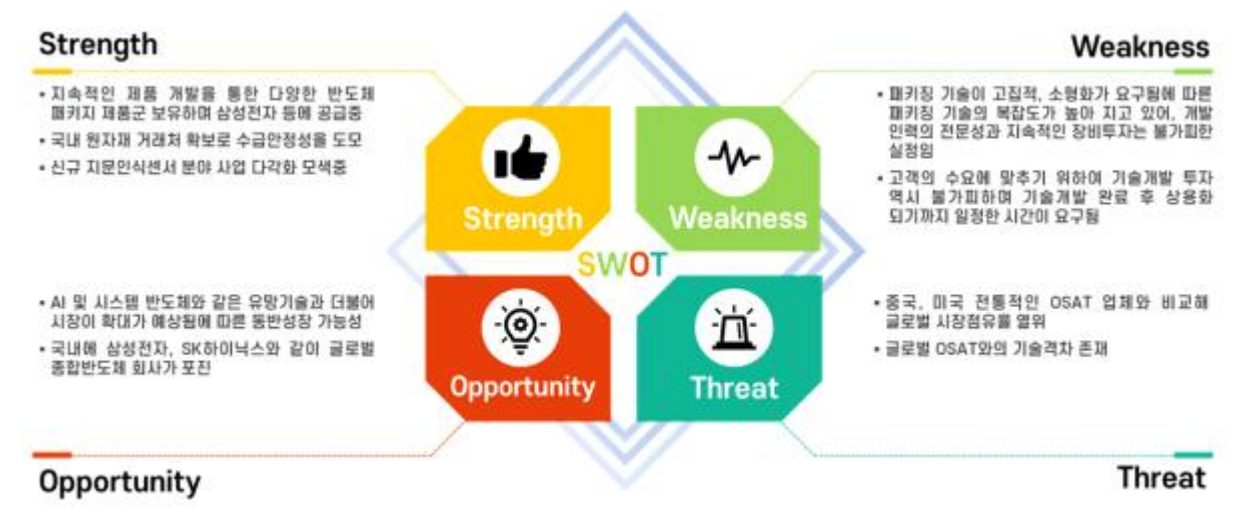 Strength
• 지속적인 제품 개발을 통한 다양한 반도체
패키지 제품군 보유하며 삼성전자 등에 공급중
• 국내 원자재 거래처 확보로 수급안정성을 도모
• 신규 지문인식센서 분야 사업 다각화 모색중
Weakness
• 패키징 기술이 고집적, 소형화가 요구됨에 따른
패키징 기술의 복잡도가 높아 지고 있어, 개발
인력의 전문성과 지속적인 장비투자는 불가피한
실정임
• 고객의 수요에 맞추기 위하여 기술개발 투자
역시 불가피하며 기술개발 완료 후 상용화
되기까지 일정한 시간이 요구됨
Strength
Weakness
SWOT
Opportunity
Threat
• AI 및 시스템 반도체와 같은 유망기술과 더불어
시장이 확대가 예상됨에 따른 동반성장 가능성
• 국내에 삼성전자, SK하이닉스와 같이 글로벌
종합반도체 회사가 포진
Opportunity
• 중국, 미국 전통적인 OSAT 업체와 비교해
글로벌 시장점유율 열위
• 글로벌 OSAT와의 기술격차 존재
Threat